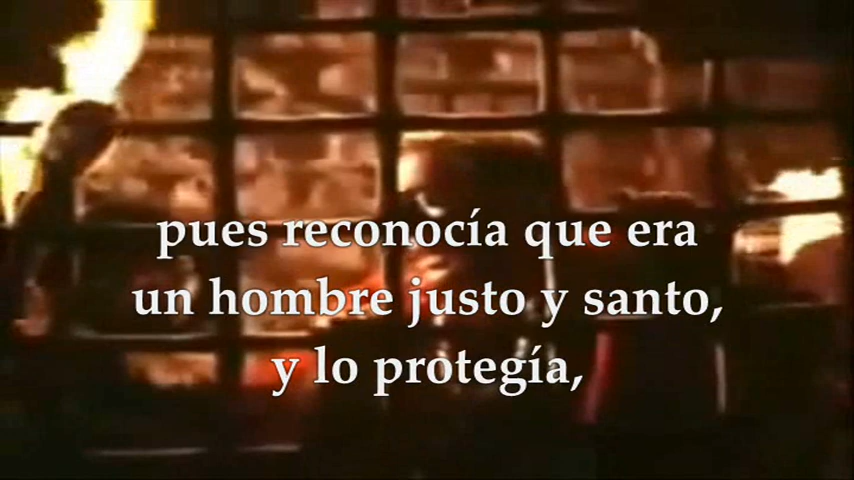 pues reconocía que era
un hombre justo y santo,
y lo protegía,